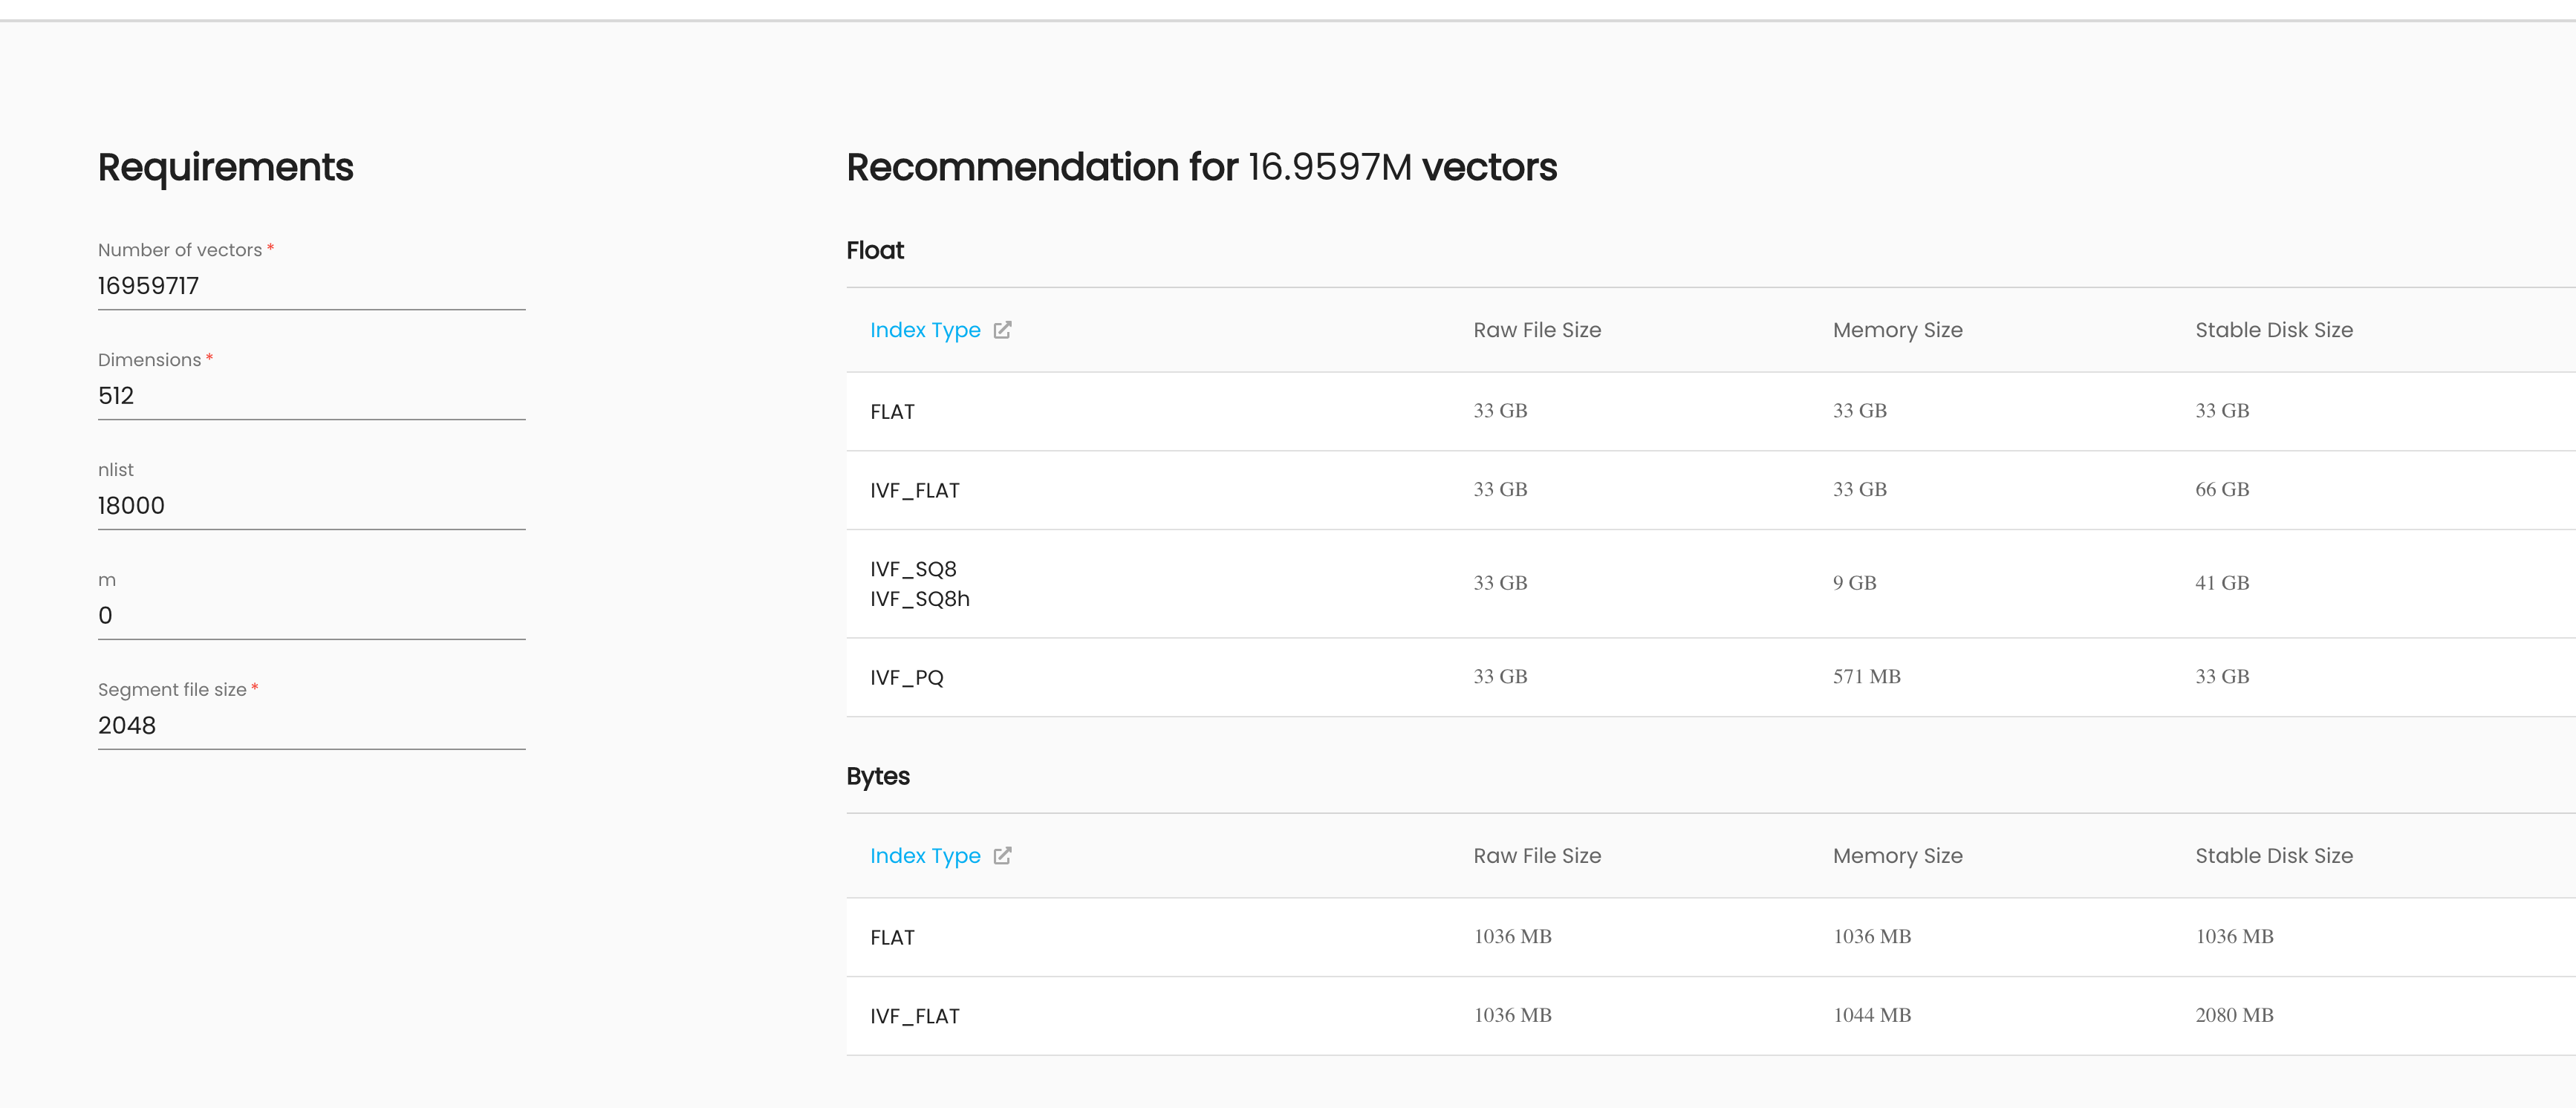 Requirements
Number of vectors *
16959717
Dimensions *
512
nlist
18000
m
0
Segment file size *
2048
Recommendation for 16.9597M vectors
Float
Index Type Raw File Size Memory Size Stable Disk Size
FLAT 33 GB 33 GB 33 GB
IVF_FLAT 33 GB 33 GB 66 GB
IVF_SQ8
IVF_SQ8h 33 GB 9 GB 41 GB
IVF_PQ 33 GB 571 MB 33 GB
Bytes
Index Type Raw File Size Memory Size Stable Disk Size
FLAT 1036 MB 1036 MB 1036 MB
IVF_FLAT 1036 MB 1044 MB 2080 MB